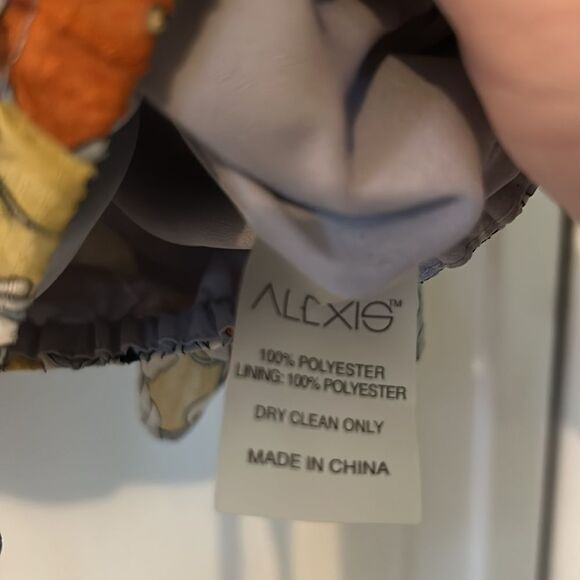 ALEXIS™
100% POLYESTER
LINING: 100% POLYESTER
DRY CLEAN ONLY
MADE IN CHINA